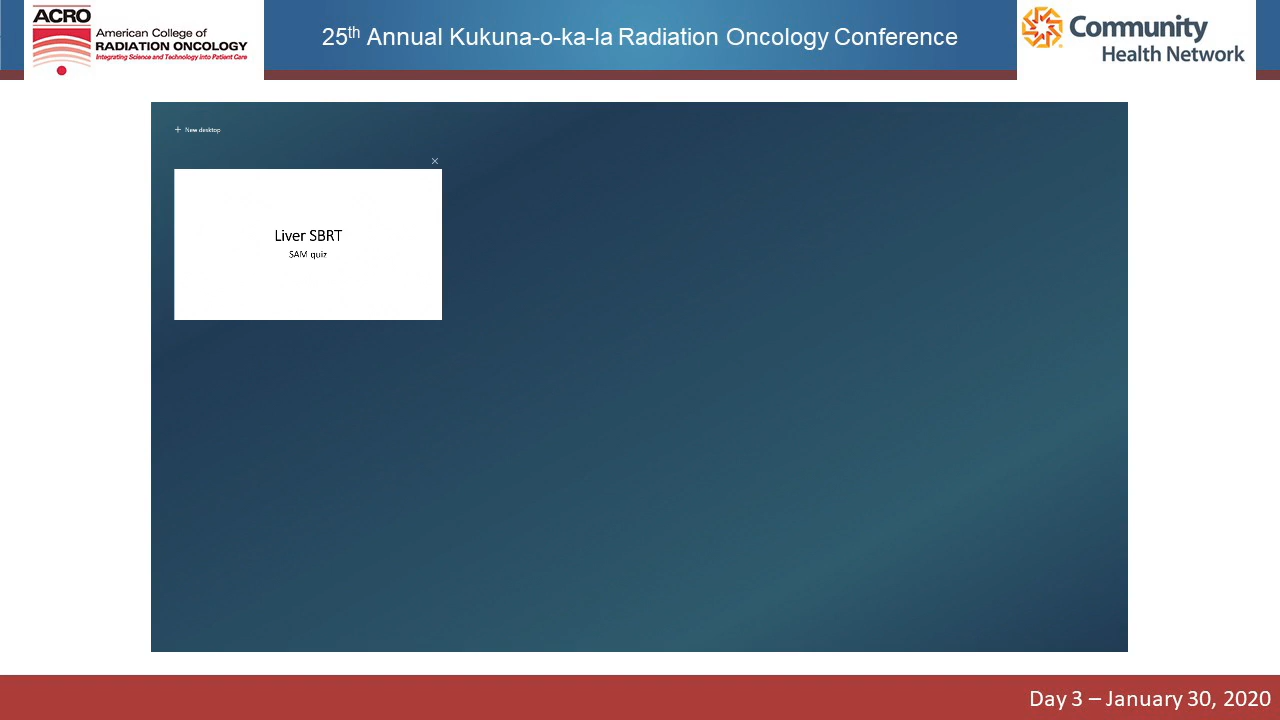 ACRO
American College of
RADIATION ONCOLOGY
Integrating Science and Technology Into Patient Care
25th Annual Kukuna-o-ka-la Radiation Oncology Conference
Community
Health Network
+ New desktop
Liver SBRT
SAM quiz
Day 3 – January 30, 2020